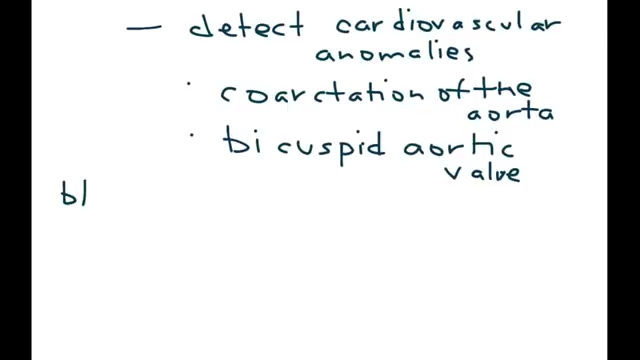 — detect cardiovascular
anomalies
· coarctation of the
aorta
· bicuspid aortic
valve
bl